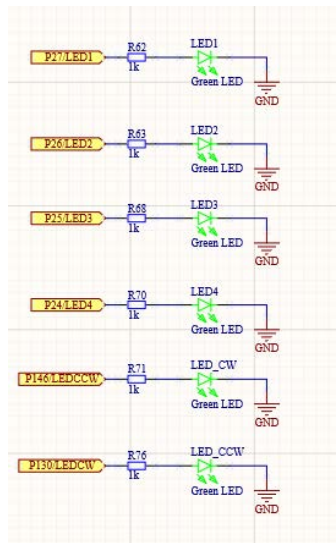 R62 LED1
P27/LED1
1k Green LED
GND
R63 LED2
P26/LED2
1k Green LED
GND
R68 LED3
P25/LED3
1k Green LED
GND
R70 LED4
P24/LED4
1k Green LED
GND
R71 LED_CW
P146/LEDCCW
1k Green LED
GND
R76 LED_CCW
P130/LEDCW
1k Green LED
GND